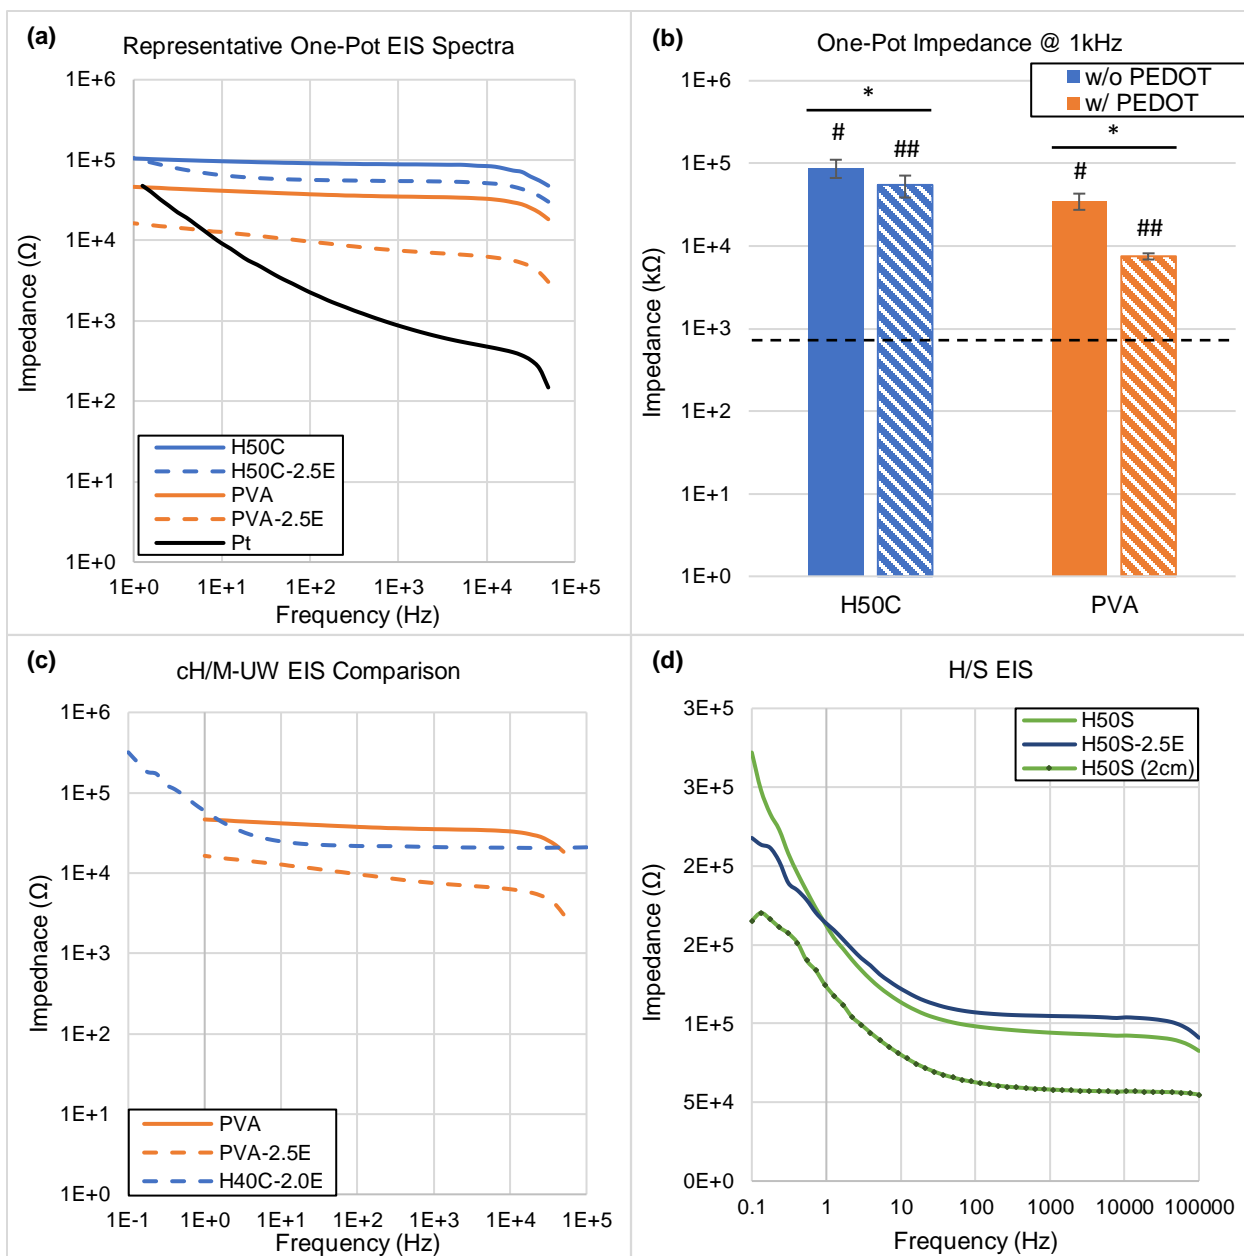 (a)
Representative One-Pot EIS Spectra
1E+6
1E+5
1E+4
1E+3
1E+2
1E+1
1E+0
Impedance (Ω)
H50C
H50C-2.5E
PVA
PVA-2.5E
Pt
1E+0 1E+1 1E+2 1E+3 1E+4 1E+5
Frequency (Hz)
(b)
One-Pot Impedance @ 1kHz
w/o PEDOT
w/ PEDOT
1E+6
1E+5
1E+4
1E+3
1E+2
1E+1
1E+0
Impedance (kΩ)
* *
# ## # ##
H50C PVA
(c)
cH/M-UW EIS Comparison
1E+6
1E+5
1E+4
1E+3
1E+2
1E+1
1E+0
Impednace (Ω)
PVA
PVA-2.5E
H40C-2.0E
1E-1 1E+0 1E+1 1E+2 1E+3 1E+4 1E+5
Frequency (Hz)
(d)
H/S EIS
H50S
H50S-2.5E
H50S (2cm)
3E+5
3E+5
2E+5
2E+5
1E+5
5E+4
0E+0
Impedance (Ω)
0.1 1 10 100 1000 10000 100000
Frequency (Hz)